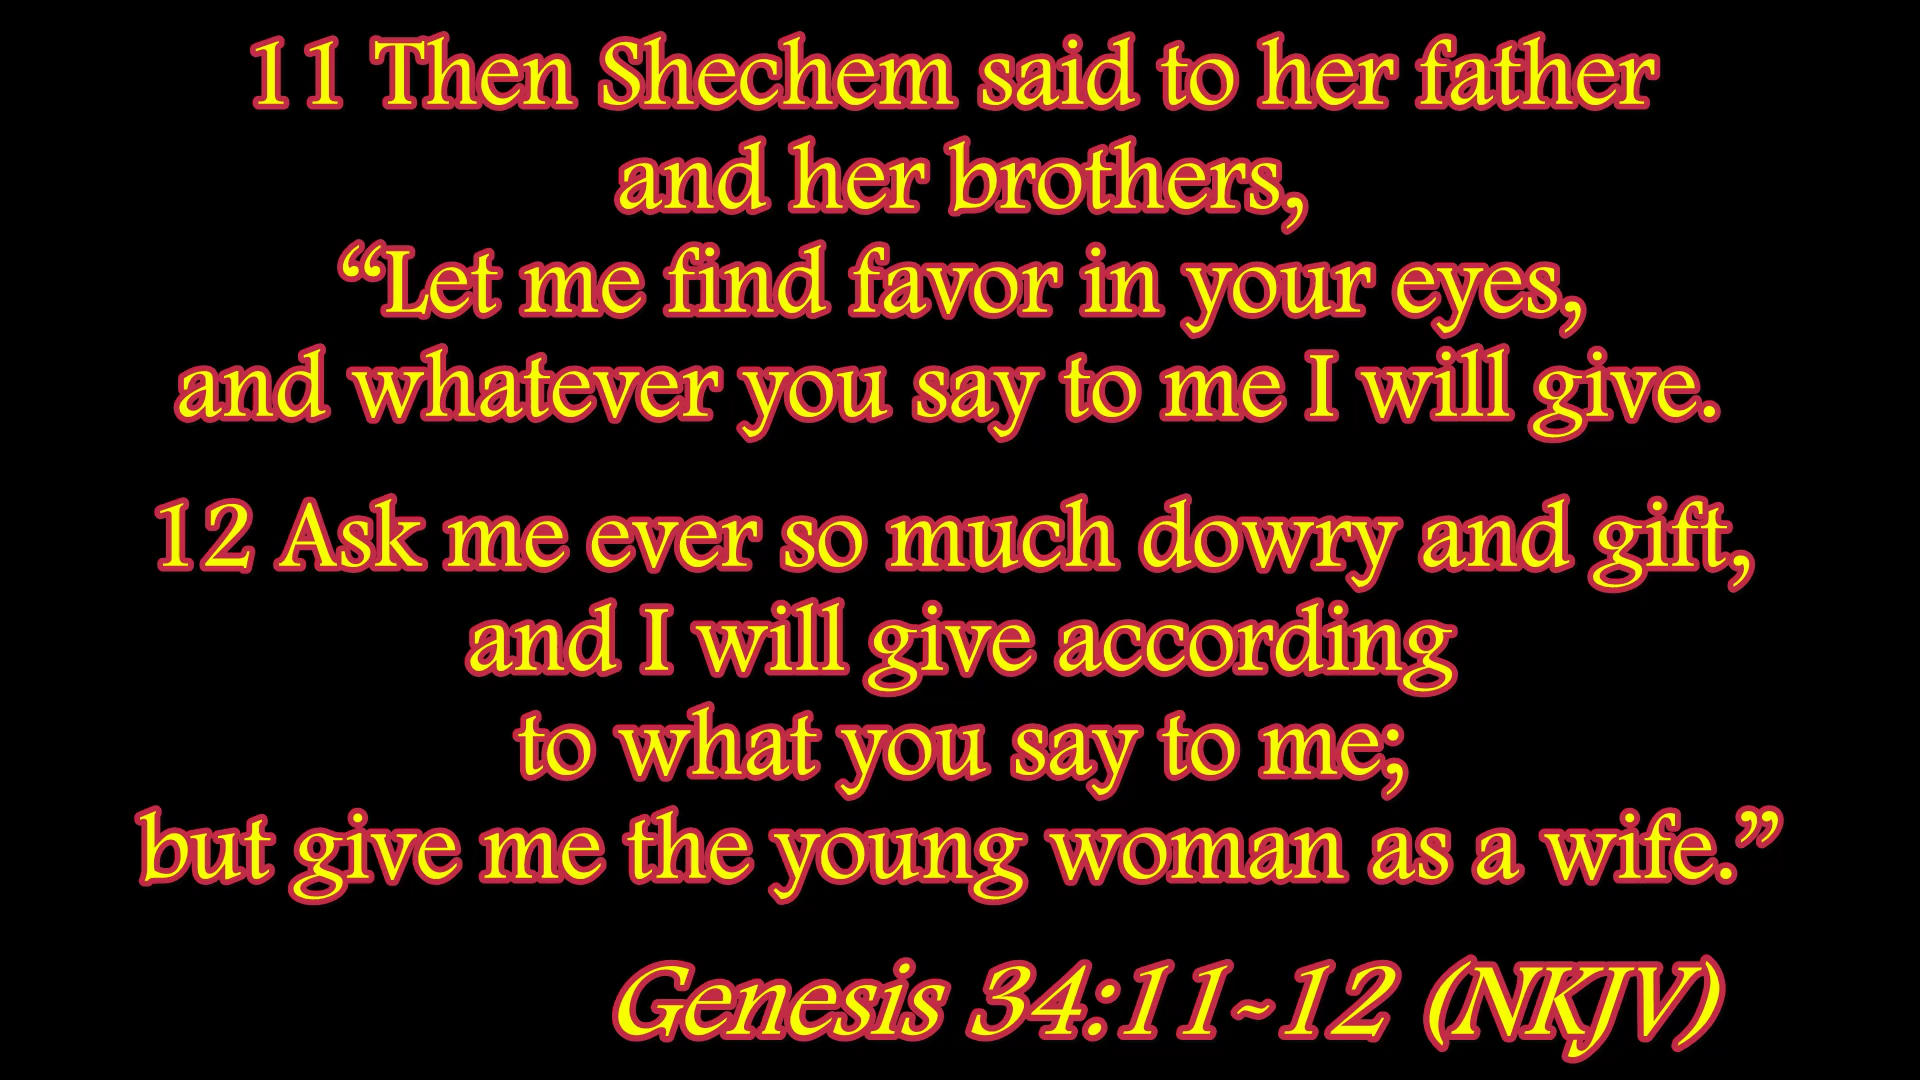 11 Then Shechem said to her father
and her brothers,
“Let me find favor in your eyes,
and whatever you say to me I will give.
12 Ask me ever so much dowry and gift,
and I will give according
to what you say to me;
but give me the young woman as a wife.”
Genesis 34:11-12 (NKJV)